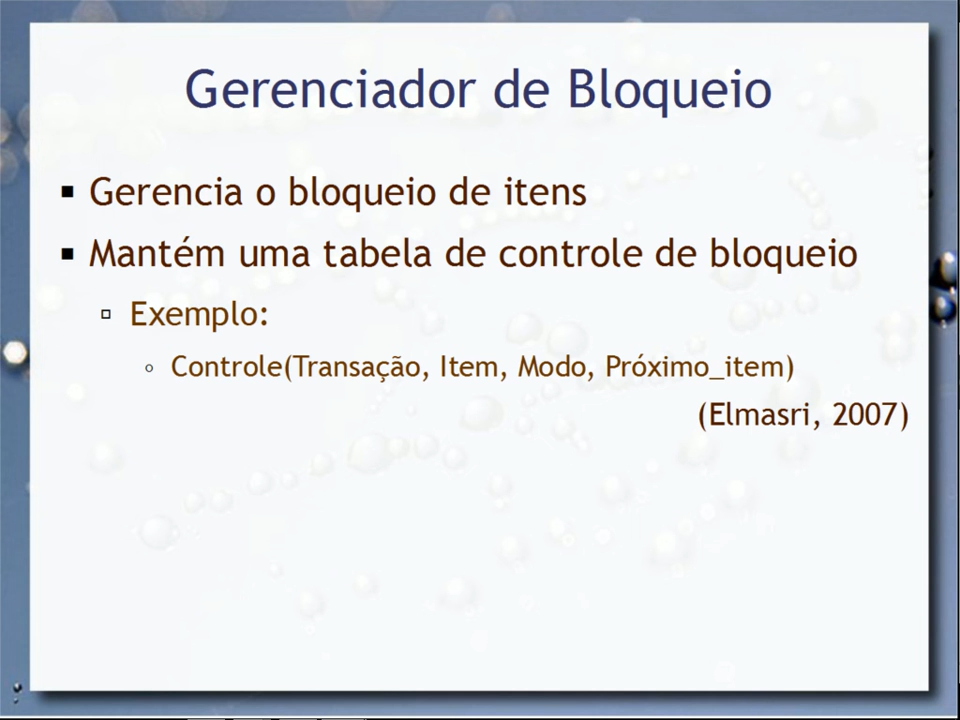 Gerenciador de Bloqueio
Gerencia o bloqueio de itens
Mantém uma tabela de controle de bloqueio
Exemplo:
Controle(Transação, Item, Modo, Próximo_item)
(Elmasri, 2007)